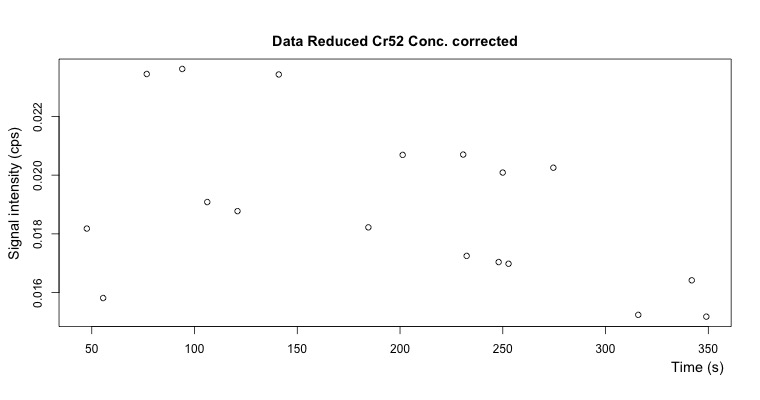 Data Reduced Cr52 Conc. corrected
Signal intensity (cps)
0.022
0.020
0.018
0.016
50 100 150 200 250 300 350
Time (s)